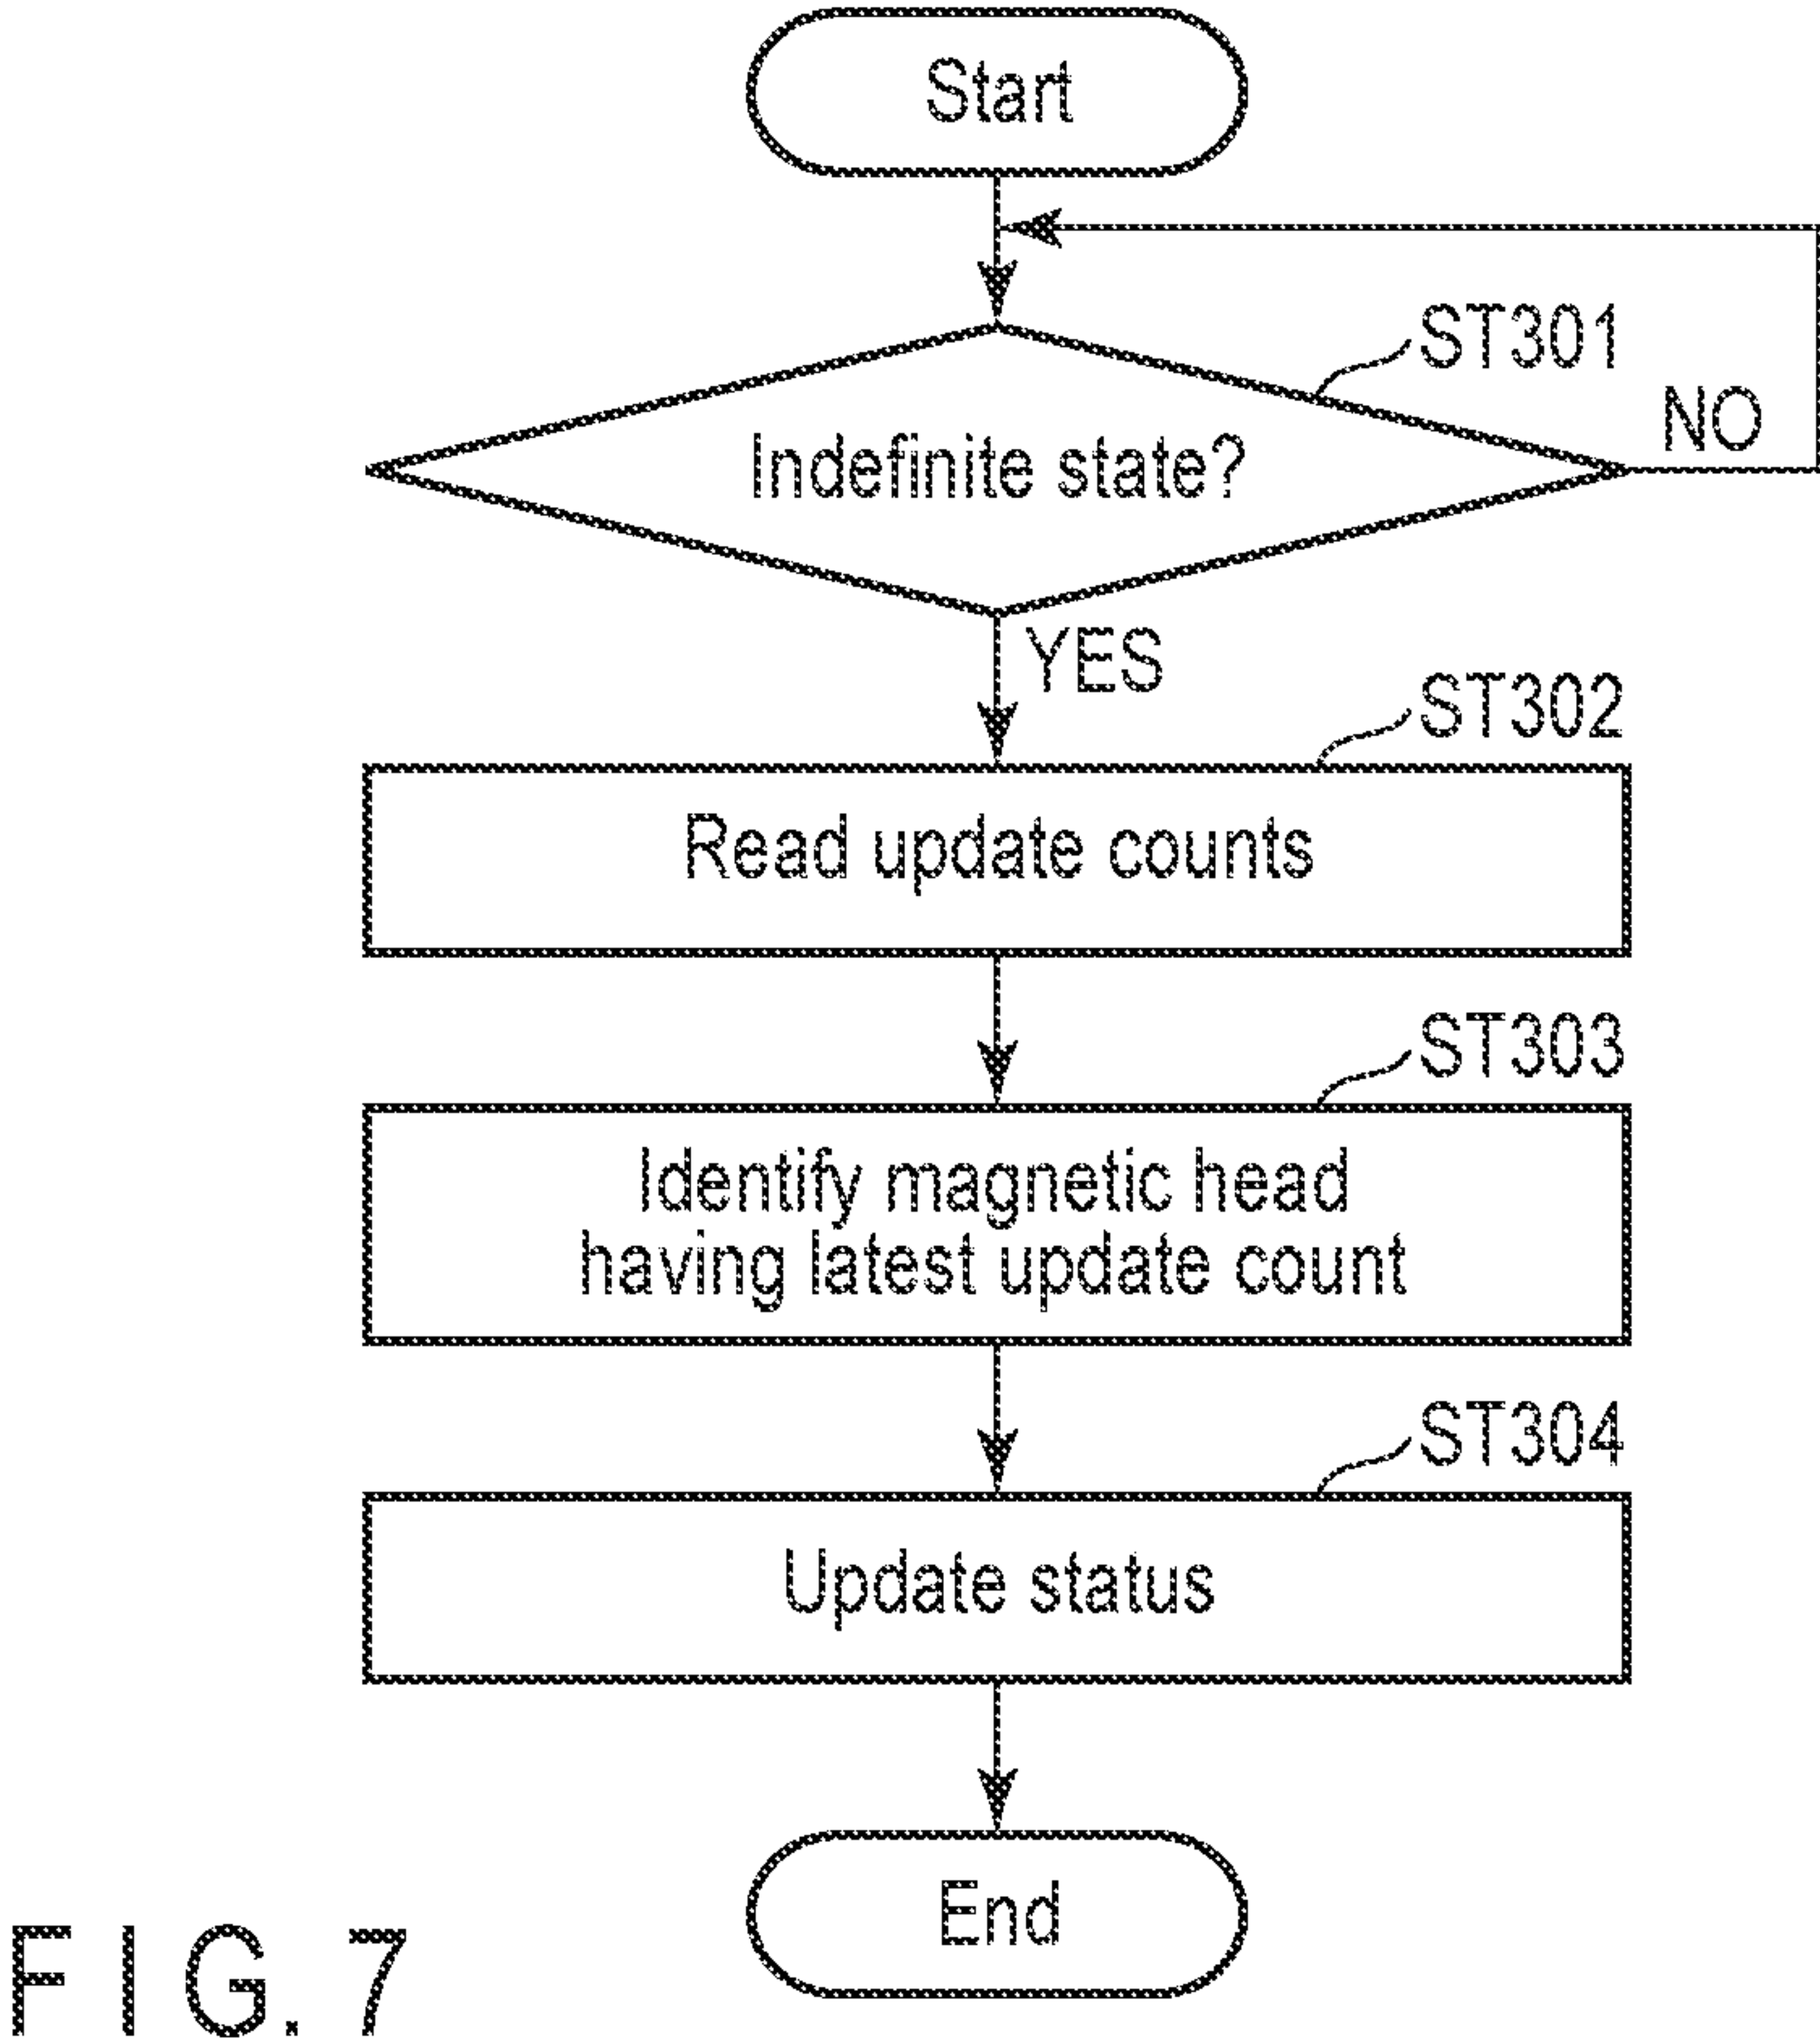 Start
ST301
NO
Indefinite state?
YES
ST302
Read update counts
ST303
Identify magnetic head
having latest update count
ST304
Update status
End
FIG. 7